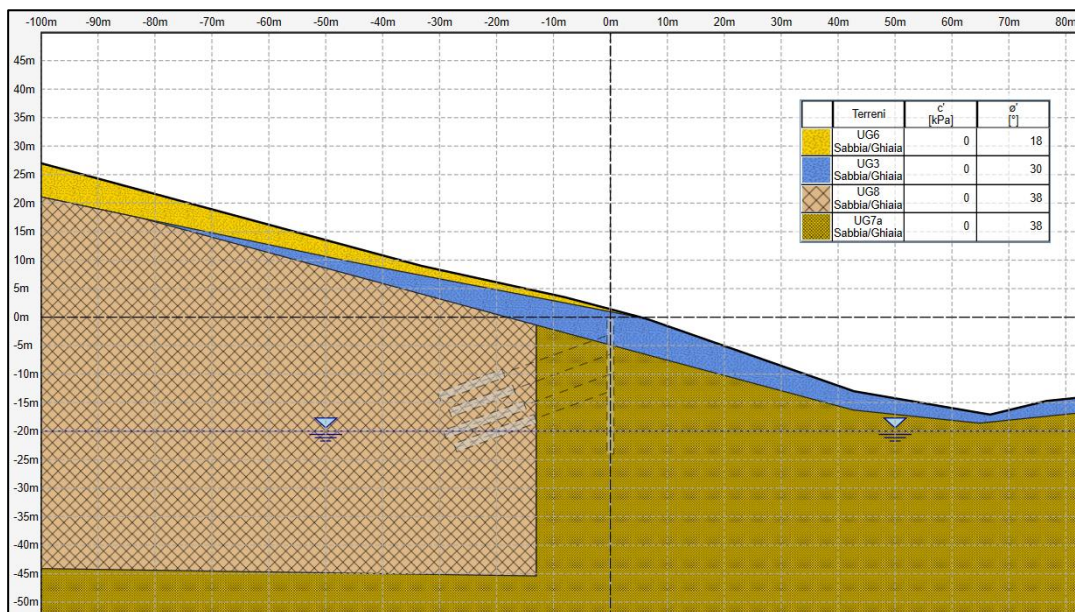 -100m -90m -80m -70m -60m -50m -40m -30m -20m -10m 0m 10m 20m 30m 40m 50m 60m 70m 80m
45m
40m
35m
30m
25m
20m
15m
10m
5m
0m
-5m
-10m
-15m
-20m
-25m
-30m
-35m
-40m
-45m
-50m
Terreni c' ø'
[kPa] [°]
UG6
Sabbia/Ghiaia 0 18
UG3
Sabbia/Ghiaia 0 30
UG8
Sabbia/Ghiaia 0 38
UG7a
Sabbia/Ghiaia 0 38